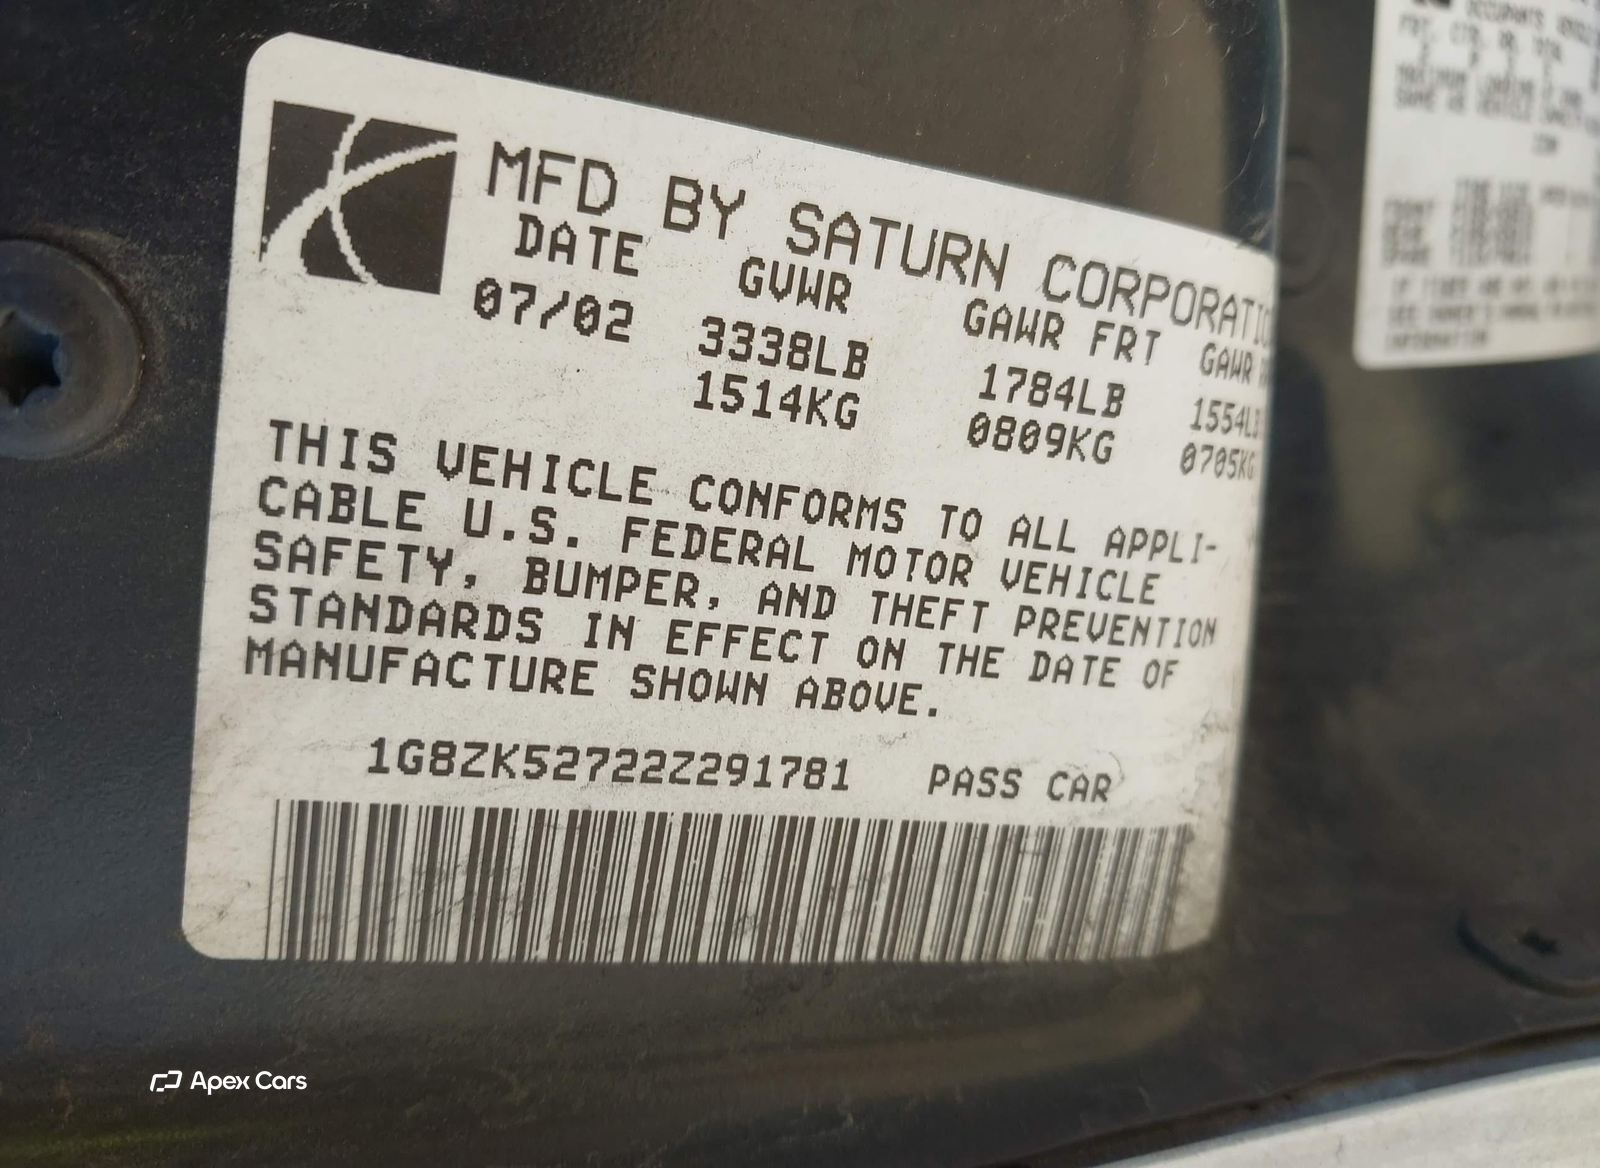 MFD BY SATURN CORPORATIO
DATE GVWR GAWR FRT GAWR
07/02 3338LB 1784LB 1554LB
1514KG 0809KG 0705KG
THIS VEHICLE CONFORMS TO ALL APPLI-
CABLE U.S. FEDERAL MOTOR VEHICLE
SAFETY, BUMPER, AND THEFT PREVENTION
STANDARDS IN EFFECT ON THE DATE OF
MANUFACTURE SHOWN ABOVE.
1G8ZK52722Z291781 PASS CAR
Apex Cars